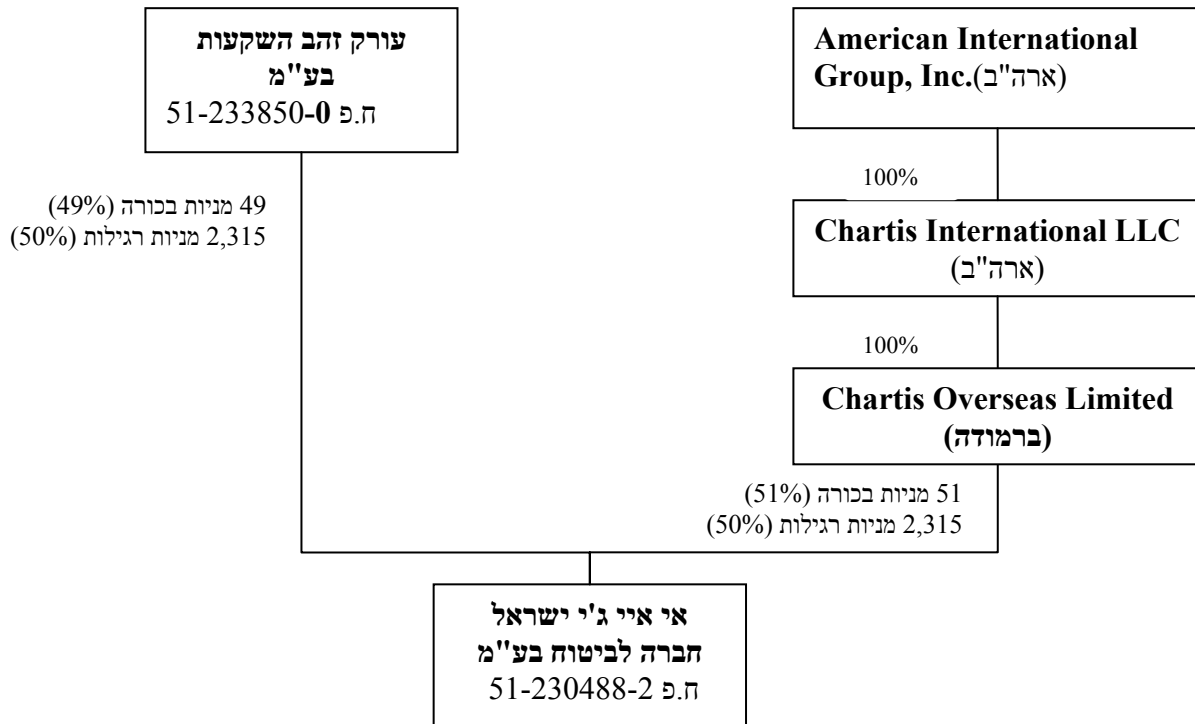 עורק זהב השקעות
בע"מ
ח.פ 51-233850-0
American International
Group, Inc.(ארה"ב)
100%
49 מניות בכורה (49%)
2,315 מניות רגילות (50%)
Chartis International LLC
(ארה"ב)
100%
Chartis Overseas Limited
(ברמודה)
51 מניות בכורה (51%)
2,315 מניות רגילות (50%)
אי איי ג'י ישראל
חברה לביטוח בע"מ
ח.פ 51-230488-2